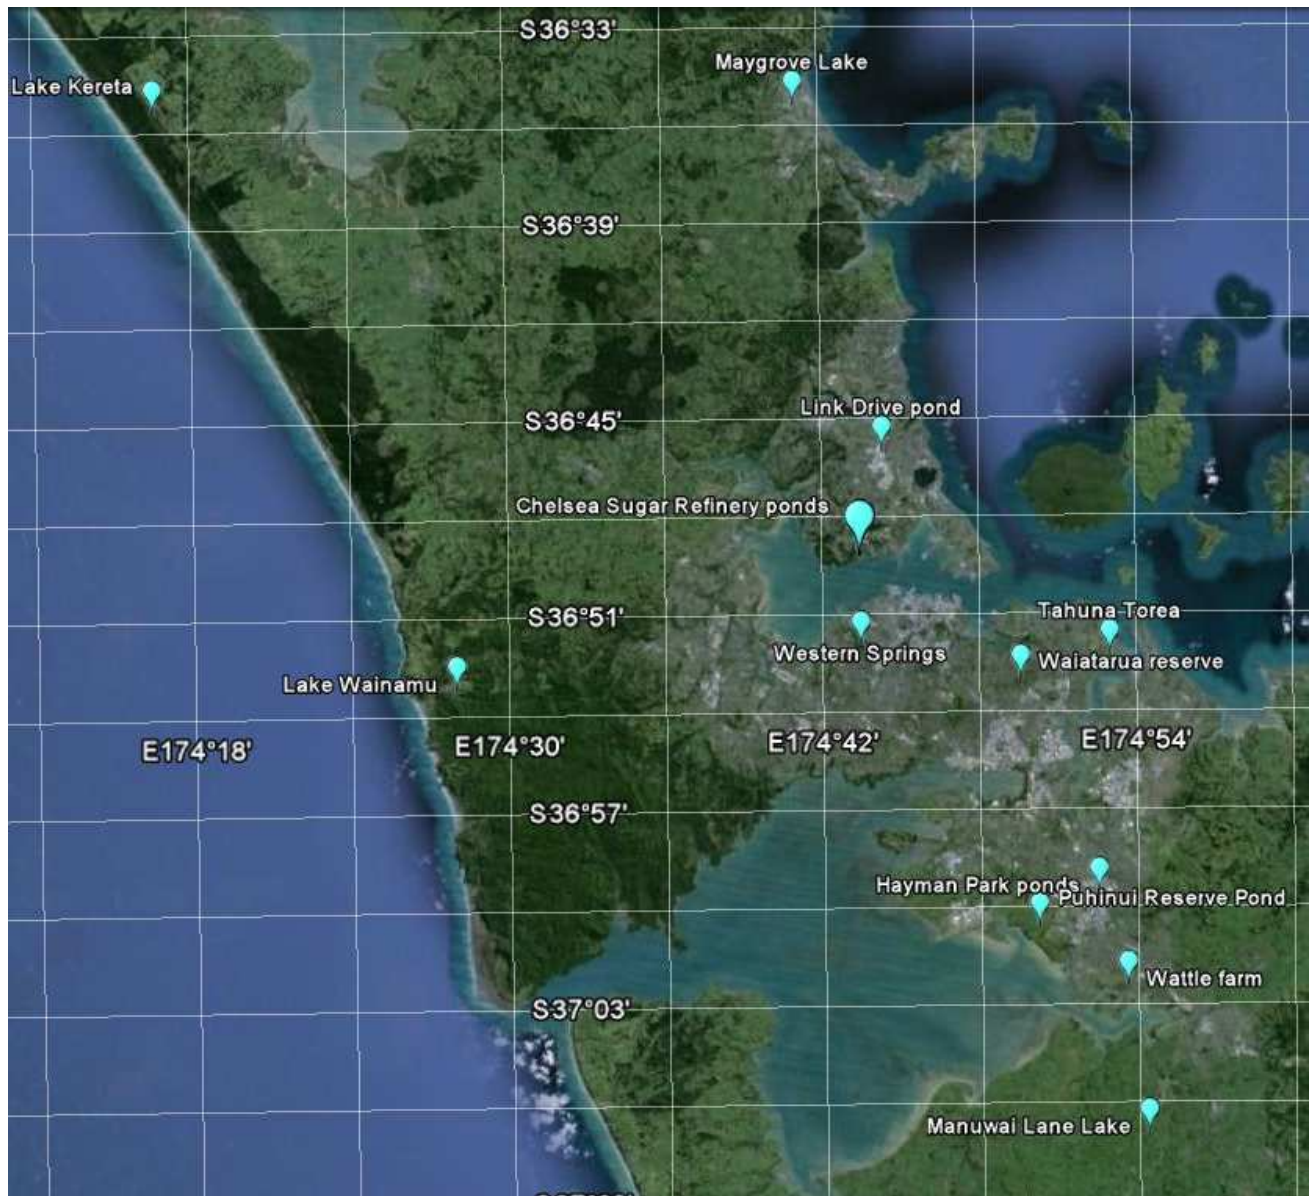 S36°33'
Maygrove Lake
Lake Kereta
S36°39'
Link Drive pond
S36°45'
Chelsea Sugar Refinery ponds
S36°51'
Tahuna Torea
Western Springs
Waiatarua reserve
Lake Wainamu
E174°18'
E174°30'
E174°42'
E174°54'
S36°57'
Hayman Park ponds
Puhinui Reserve Pond
Wattle farm
S37°03'
Manuwai Lane Lake